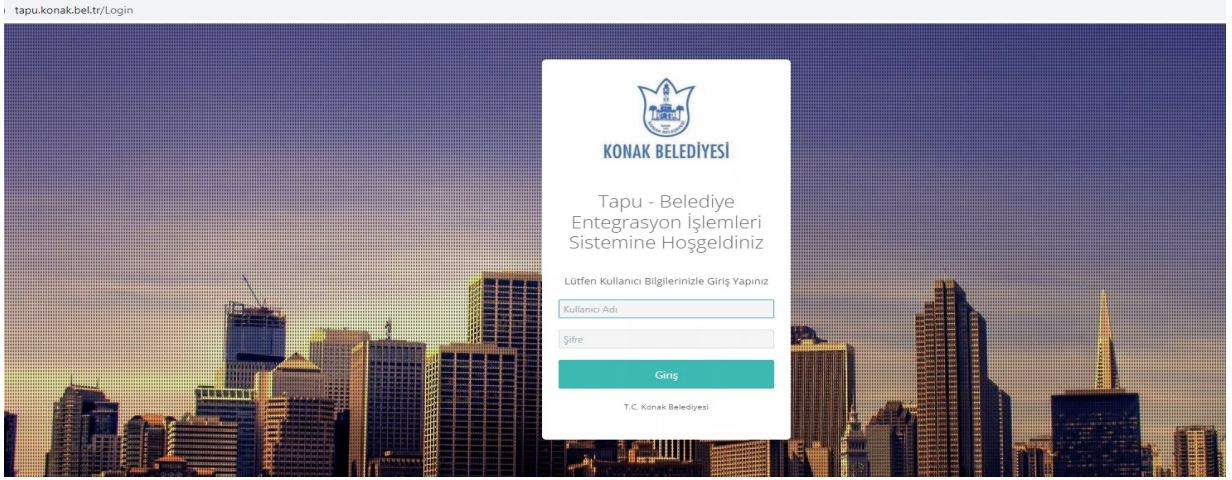 tapu.konak.bel.tr/Login
KONAK BELEDİYESİ
Tapu - Belediye
Entegrasyon İşlemleri
Sistemine Hoşgeldiniz
Lütfen Kullanıcı Bilgilerinizle Giriş Yapınız
Kullanıcı Adı
Şifre
Giriş
T.C. Konak Belediyesi